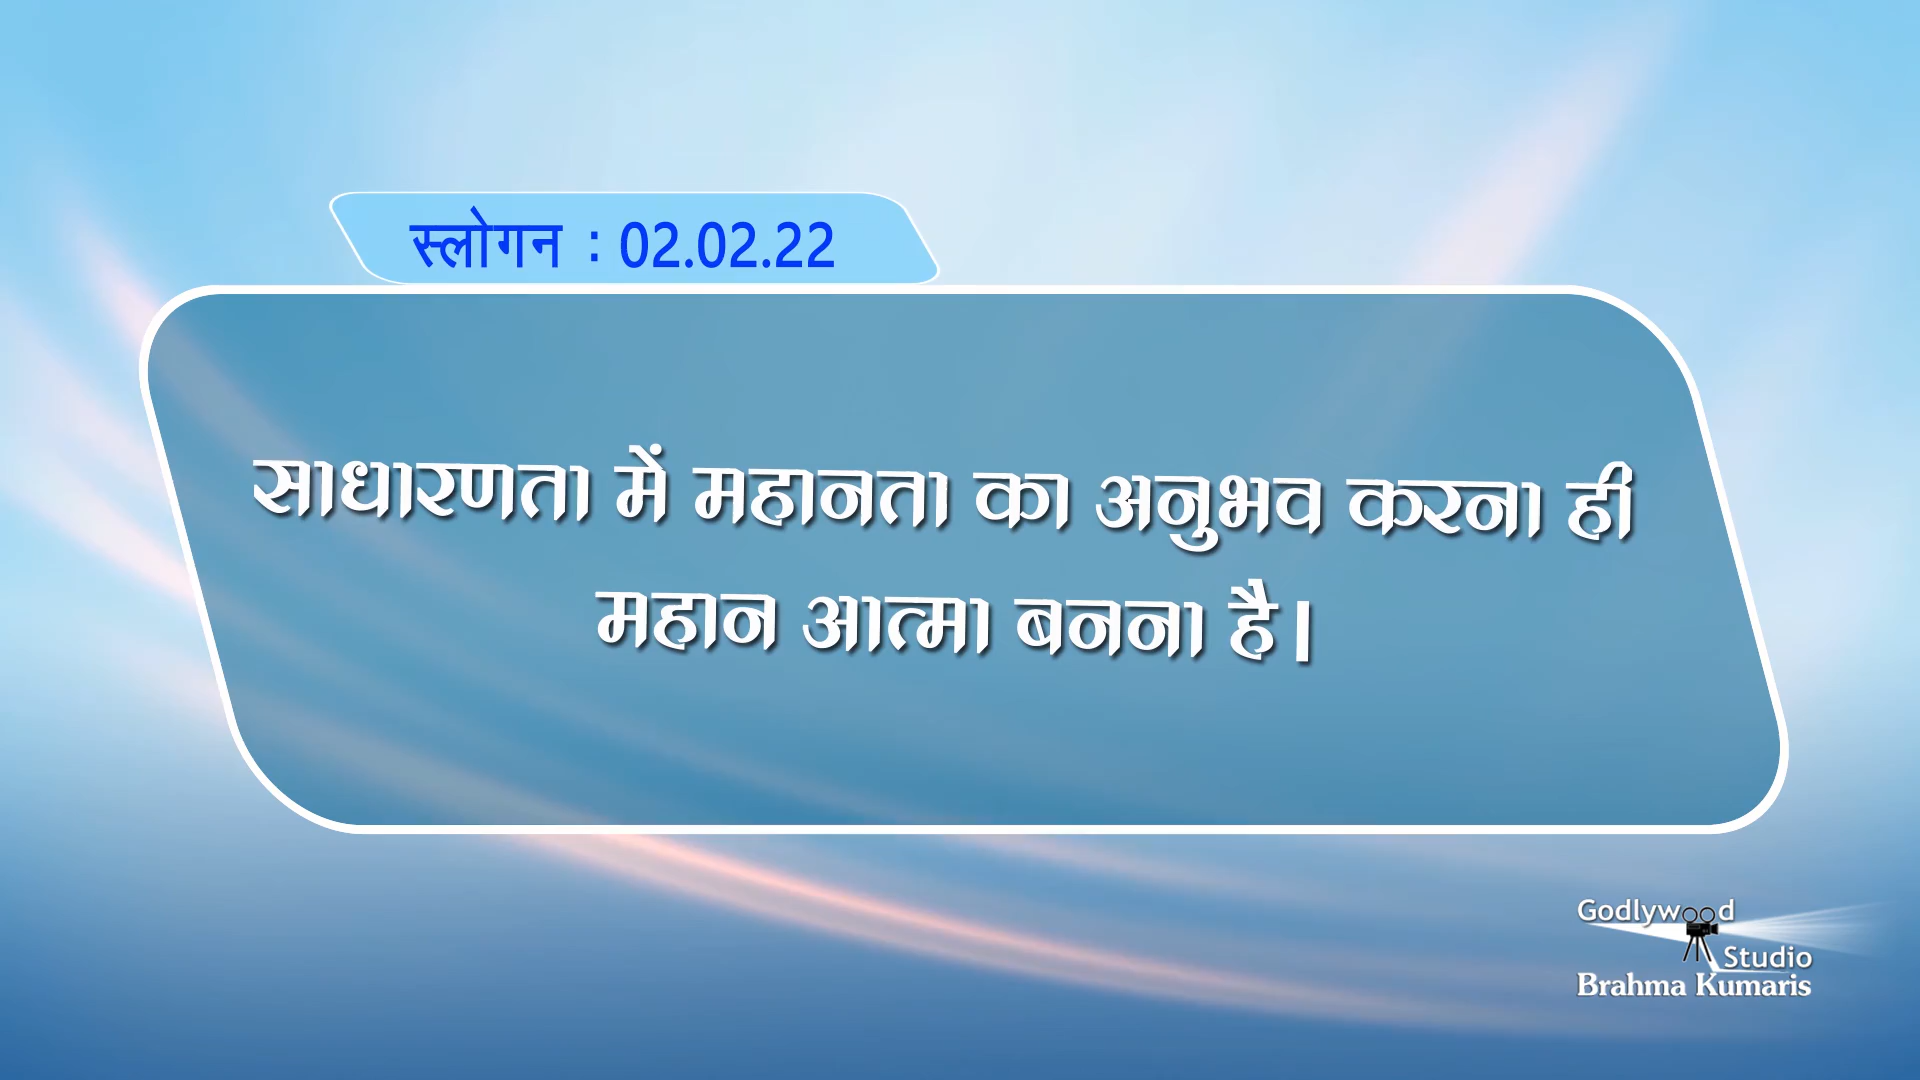 स्लोगन : 02.02.22
साधारणता में महानता का अनुभव करना ही
महान आत्मा बनना है।
Godlywood
Studio
Brahma Kumaris